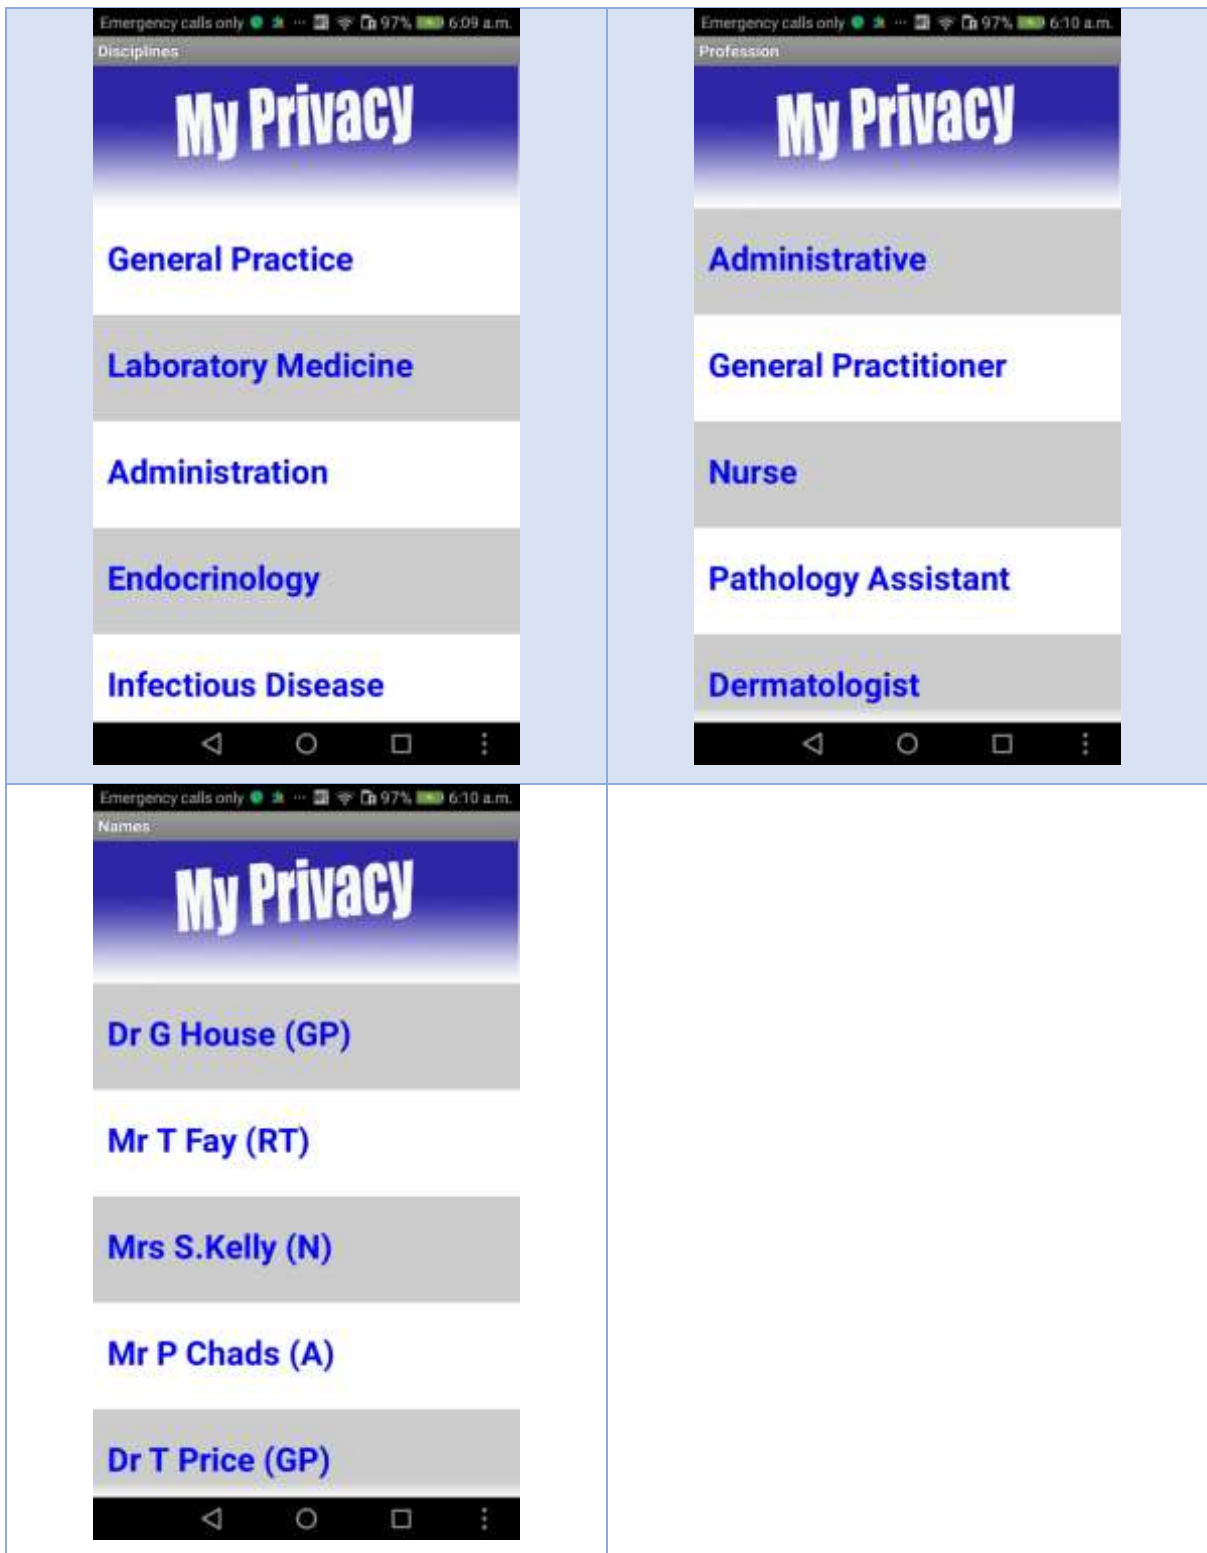 Emergency calls only 97% 6:09 a.m.
Disciplines
My Privacy
General Practice
Laboratory Medicine
Administration
Endocrinology
Infectious Disease
Emergency calls only 97% 6:10 a.m.
Profession
My Privacy
Administrative
General Practitioner
Nurse
Pathology Assistant
Dermatologist
Emergency calls only 97% 6:10 a.m.
Names
My Privacy
Dr G House (GP)
Mr T Fay (RT)
Mrs S.Kelly (N)
Mr P Chads (A)
Dr T Price (GP)